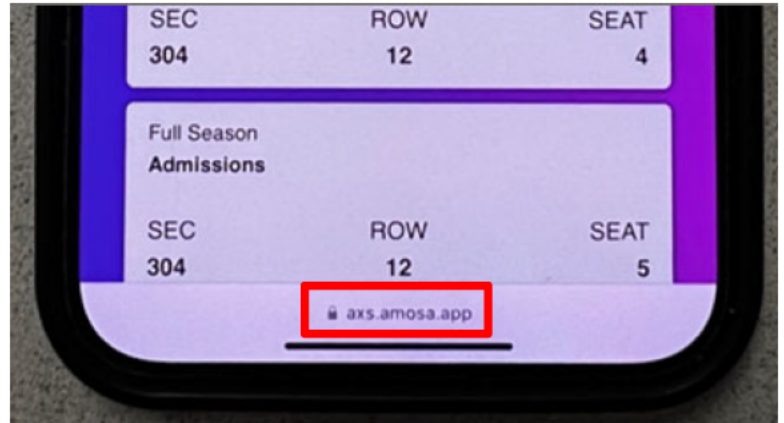 SEC ROW SEAT
304 12 4
Full Season
Admissions
SEC ROW SEAT
304 12 5
axs.amosa.app